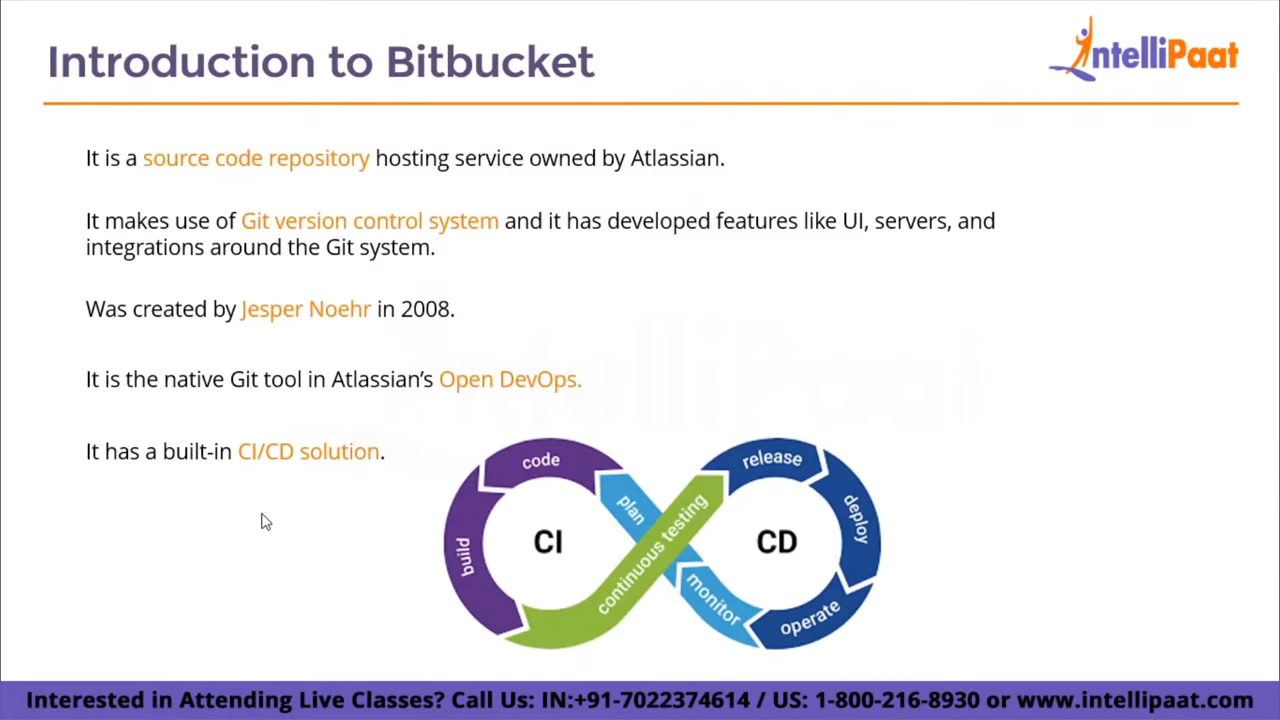 Introduction to Bitbucket
IntelliPaat
It is a source code repository hosting service owned by Atlassian.
It makes use of Git version control system and it has developed features like UI, servers, and
integrations around the Git system.
Was created by Jesper Noehr in 2008.
It is the native Git tool in Atlassian’s Open DevOps.
It has a built-in CI/CD solution.
code
build
plan
continuous testing
CI
release
deploy
operate
monitor
CD
Interested in Attending Live Classes? Call Us: IN:+91-7022374614 / US: 1-800-216-8930 or www.intellipaat.com